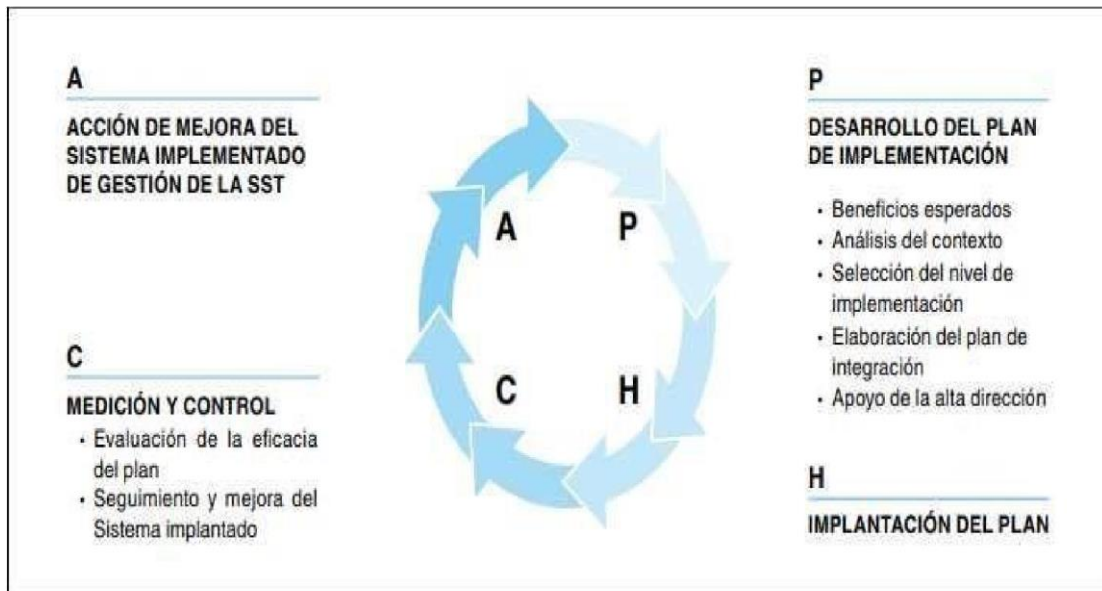 A
ACCIÓN DE MEJORA DEL
SISTEMA IMPLEMENTADO
DE GESTIÓN DE LA SST
C
MEDICIÓN Y CONTROL
• Evaluación de la eficacia
del plan
• Seguimiento y mejora del
Sistema implantado
A P
C H
P
DESARROLLO DEL PLAN
DE IMPLEMENTACIÓN
• Beneficios esperados
• Análisis del contexto
• Selección del nivel de
implementación
• Elaboración del plan de
integración
• Apoyo de la alta dirección
H
IMPLANTACIÓN DEL PLAN